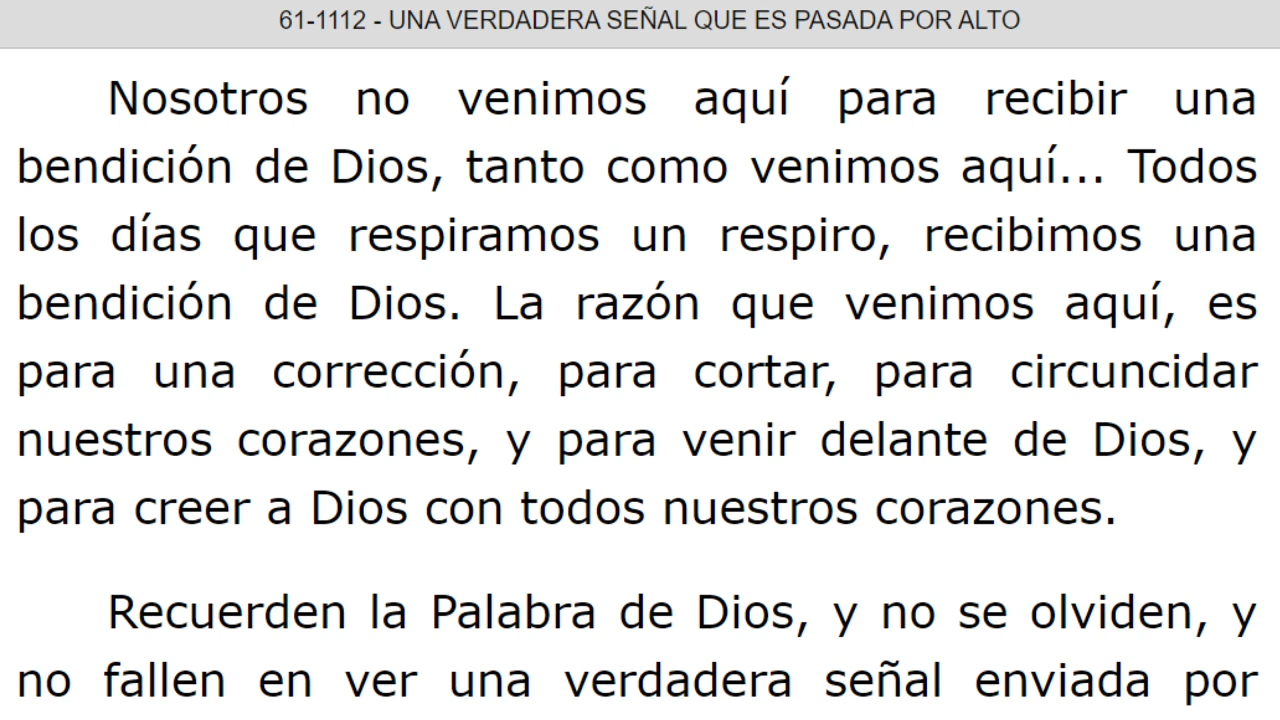 61-1112 - UNA VERDADERA SEÑAL QUE ES PASADA POR ALTO
Nosotros no venimos aquí para recibir una
bendición de Dios, tanto como venimos aquí... Todos
los días que respiramos un respiro, recibimos una
bendición de Dios. La razón que venimos aquí, es
para una corrección, para cortar, para circuncidar
nuestros corazones, y para venir delante de Dios, y
para creer a Dios con todos nuestros corazones.
Recuerden la Palabra de Dios, y no se olviden, y
no fallen en ver una verdadera señal enviada por